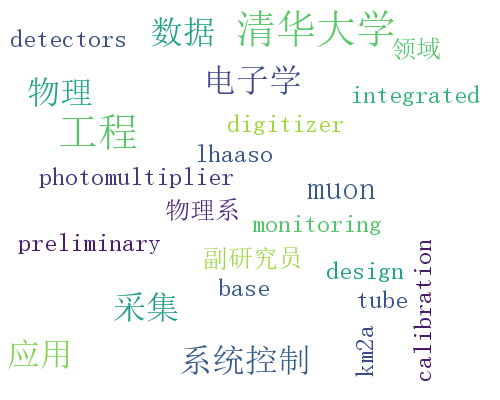 清华大学
数据
detectors
领域
电子学
物理
integrated
工程
digitizer
lhaaso
photomultiplier
muon
物理系
monitoring
preliminary
副研究员
design
base
tube
采集
calibration
km2a
应用
系统控制